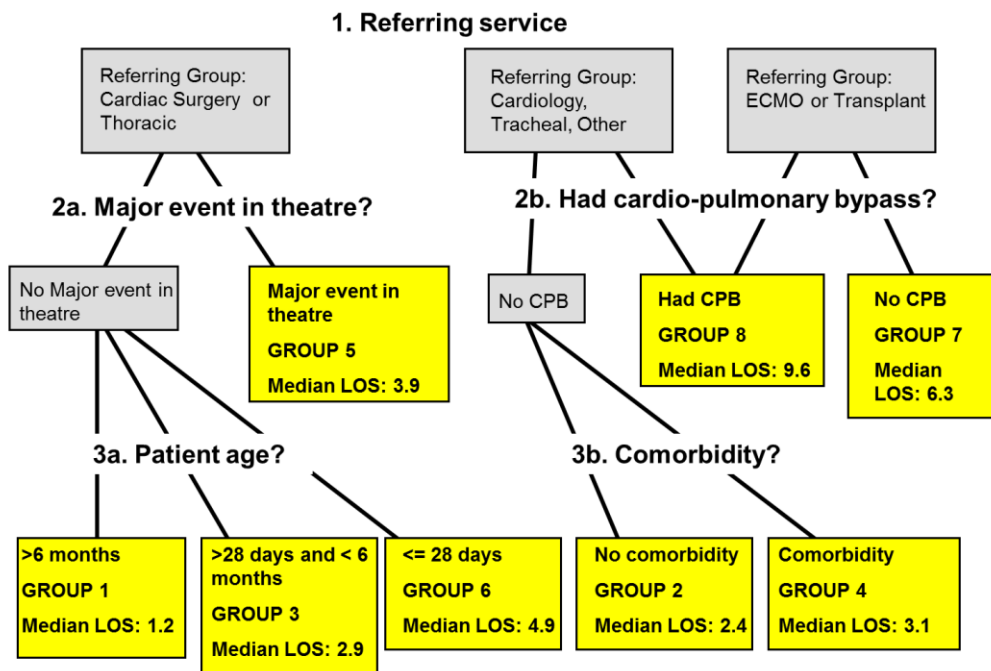 1. Referring service
Referring Group:
Cardiac Surgery or
Thoracic
Referring Group:
Cardiology,
Tracheal, Other
Referring Group:
ECMO or Transplant
2a. Major event in theatre?
2b. Had cardio-pulmonary bypass?
No Major event in
theatre
Major event in
theatre
GROUP 5
Median LOS: 3.9
No CPB
Had CPB
GROUP 8
Median LOS: 9.6
No CPB
GROUP 7
Median
LOS: 6.3
3a. Patient age?
3b. Comorbidity?
>6 months
GROUP 1
Median LOS: 1.2
>28 days and < 6
months
GROUP 3
Median LOS: 2.9
<= 28 days
GROUP 6
Median LOS: 4.9
No comorbidity
GROUP 2
Median LOS: 2.4
Comorbidity
GROUP 4
Median LOS: 3.1